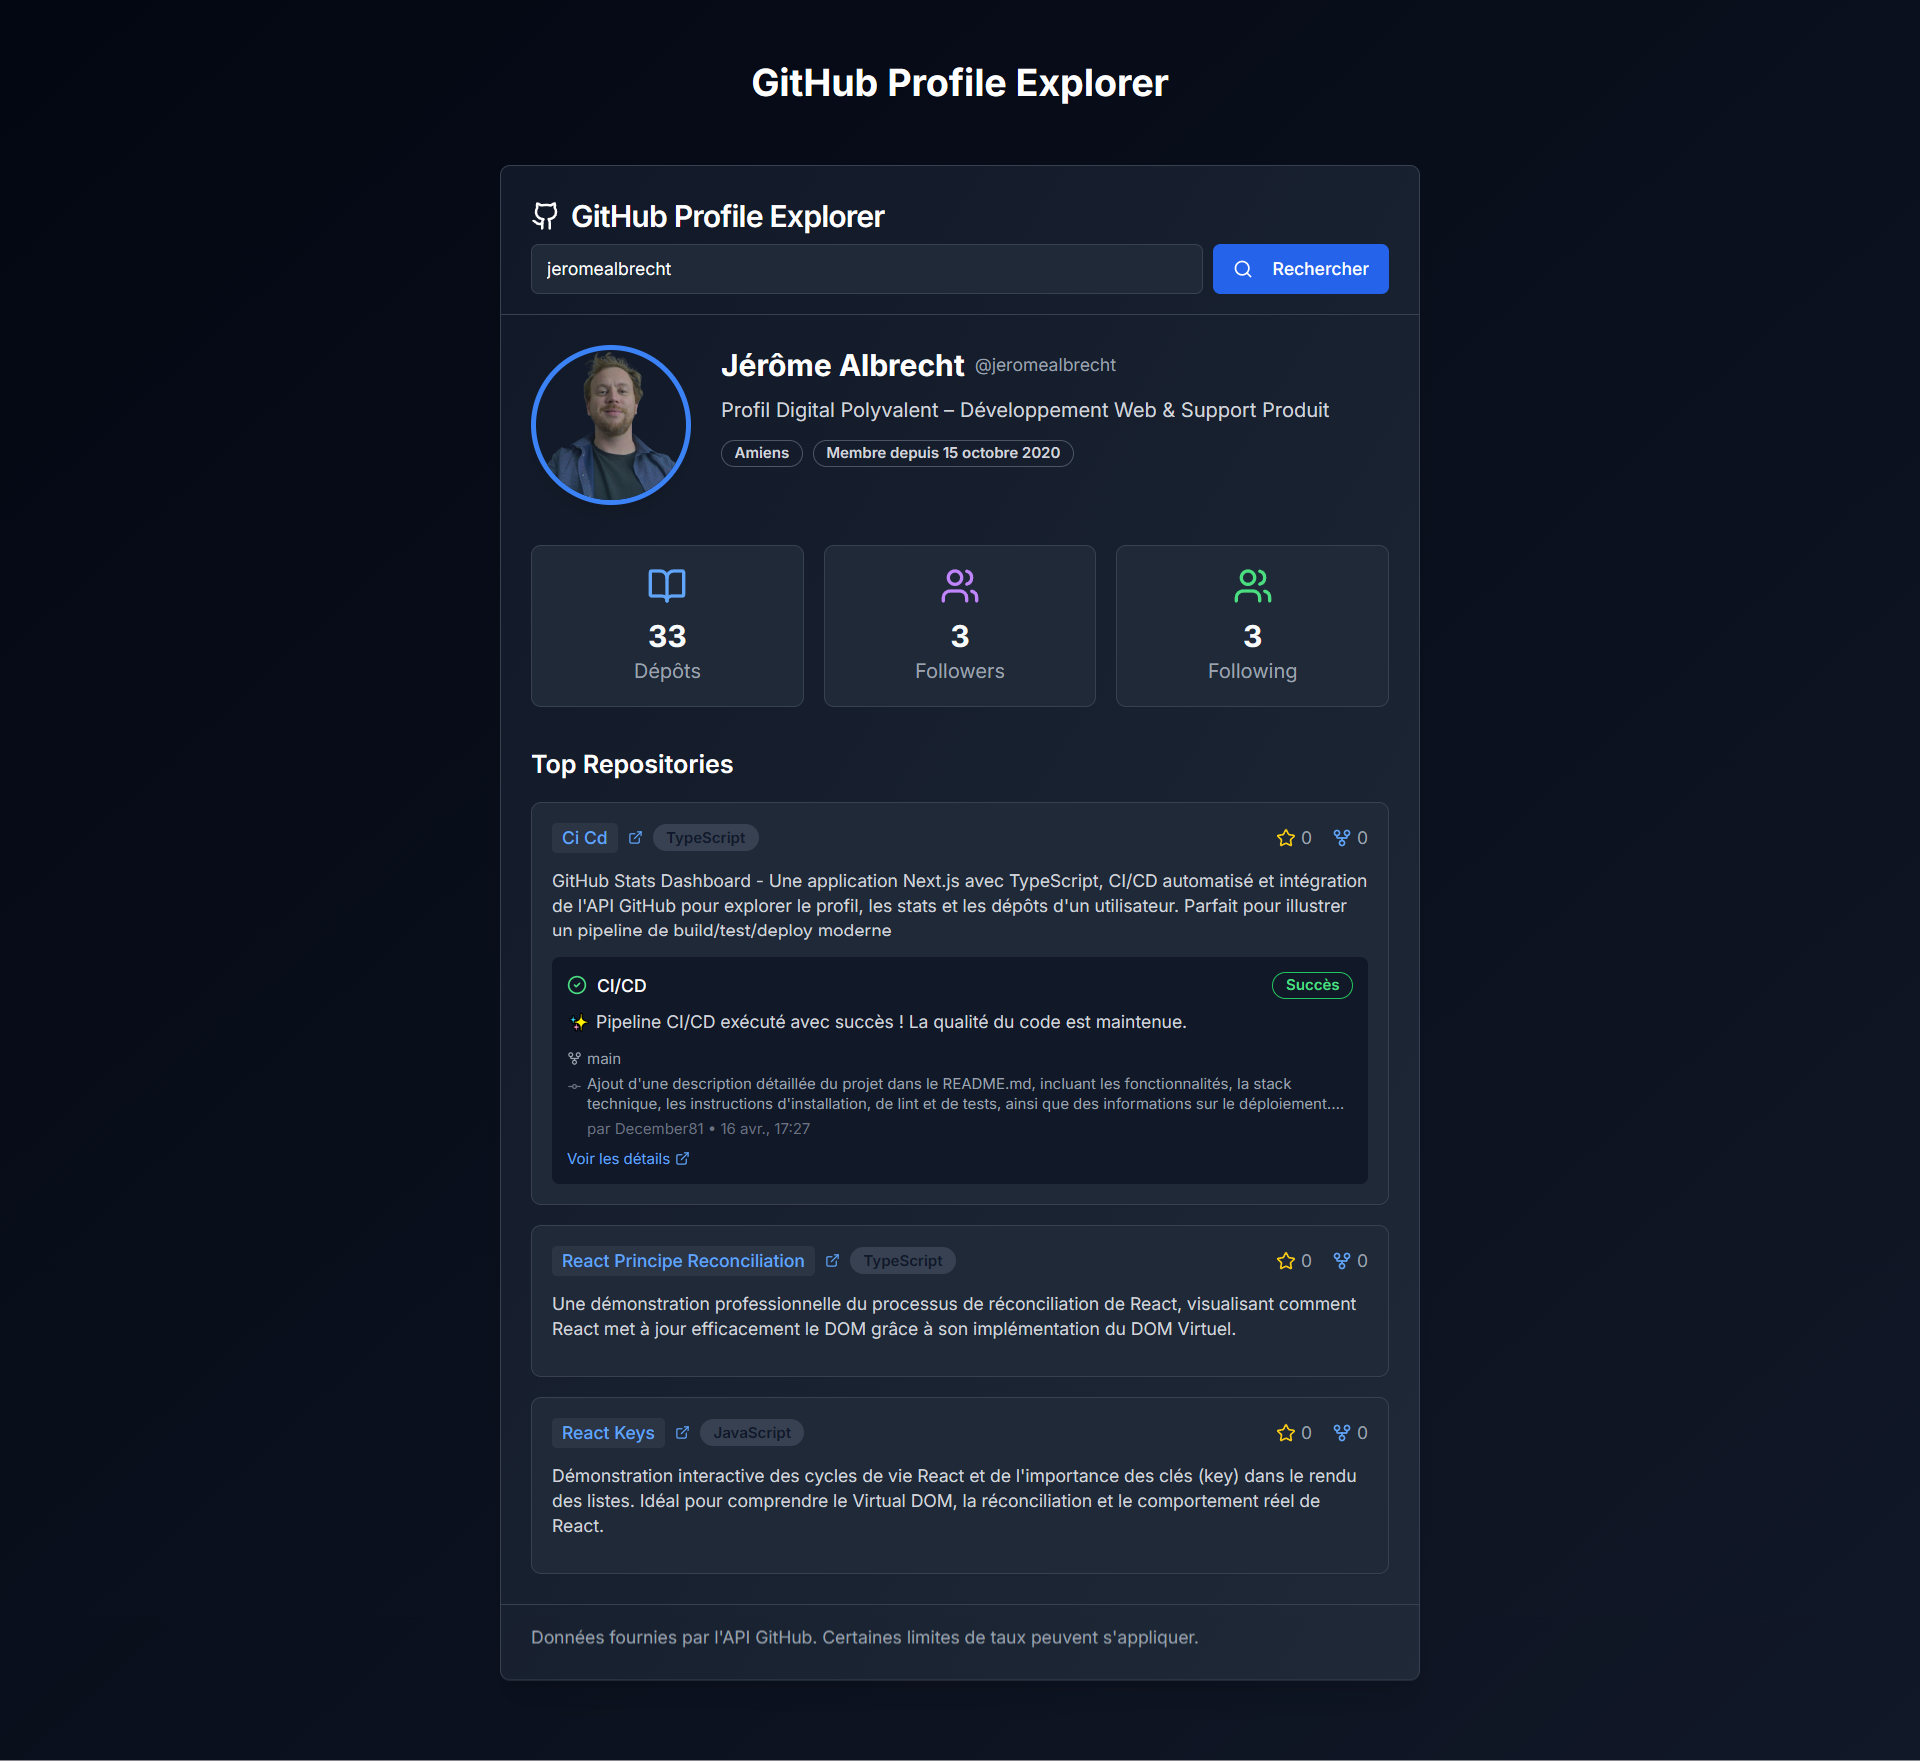 GitHub Profile Explorer
GitHub Profile Explorer
jeromealbrecht
Rechercher
Jérôme Albrecht @jeromealbrecht
Profil Digital Polyvalent – Développement Web & Support Produit
Amiens Membre depuis 15 octobre 2020
33 3 3
Dépôts Followers Following
Top Repositories
Ci Cd TypeScript 0 0
GitHub Stats Dashboard - Une application Next.js avec TypeScript, CI/CD automatisé et intégration
de l'API GitHub pour explorer le profil, les stats et les dépôts d'un utilisateur. Parfait pour illustrer
un pipeline de build/test/deploy moderne
CI/CD Succès
✨ Pipeline CI/CD exécuté avec succès ! La qualité du code est maintenue.
main
Ajout d'une description détaillée du projet dans le README.md, incluant les fonctionnalités, la stack
technique, les instructions d'installation, de lint et de tests, ainsi que des informations sur le déploiement....
par December81 • 16 avr., 17:27
Voir les détails
React Principe Reconciliation TypeScript 0 0
Une démonstration professionnelle du processus de réconciliation de React, visualisant comment
React met à jour efficacement le DOM grâce à son implémentation du DOM Virtuel.
React Keys JavaScript 0 0
Démonstration interactive des cycles de vie React et de l'importance des clés (key) dans le rendu
des listes. Idéal pour comprendre le Virtual DOM, la réconciliation et le comportement réel de
React.
Données fournies par l'API GitHub. Certaines limites de taux peuvent s'appliquer.